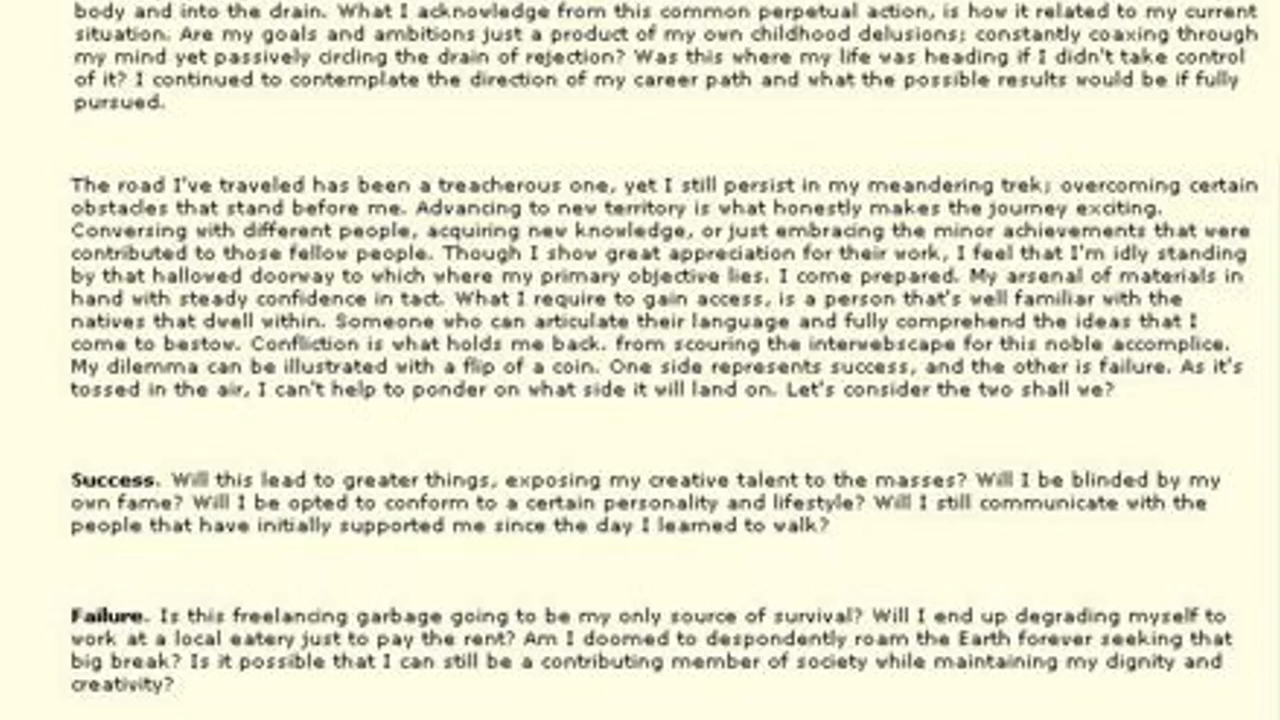 body and into the drain. What I acknowledge from this common perpetual action, is how it related to my current
situation. Are my goals and ambitions just a product of my own childhood delusions; constantly coaxing through
my mind yet passively circling the drain of rejection? Was this where my life was heading if I didn't take control
of it? I continued to contemplate the direction of my career path and what the possible results would be if fully
pursued.
The road I've traveled has been a treacherous one, yet I still persist in my meandering trek; overcoming certain
obstacles that stand before me. Advancing to new territory is what honestly makes the journey exciting.
Conversing with different people, acquiring new knowledge, or just embracing the minor achievements that were
contributed to those fellow people. Though I show great appreciation for their work, I feel that I'm idly standing
by that hallowed doorway to which where my primary objective lies. I come prepared. My arsenal of materials in
hand with steady confidence in tact. What I require to gain access, is a person that's well familiar with the
natives that dwell within. Someone who can articulate their language and fully comprehend the ideas that I
come to bestow. Confliction is what holds me back. from scouring the interwebscape for this noble accomplice.
My dilemma can be illustrated with a flip of a coin. One side represents success, and the other is failure. As it's
tossed in the air, I can't help to ponder on what side it will land on. Let's consider the two shall we?
Success. Will this lead to greater things, exposing my creative talent to the masses? Will I be blinded by my
own fame? Will I be opted to conform to a certain personality and lifestyle? Will I still communicate with the
people that have initially supported me since the day I learned to walk?
Failure. Is this freelancing garbage going to be my only source of survival? Will I end up degrading myself to
work at a local eatery just to pay the rent? Am I doomed to despondently roam the Earth forever seeking that
big break? Is it possible that I can still be a contributing member of society while maintaining my dignity and
creativity?